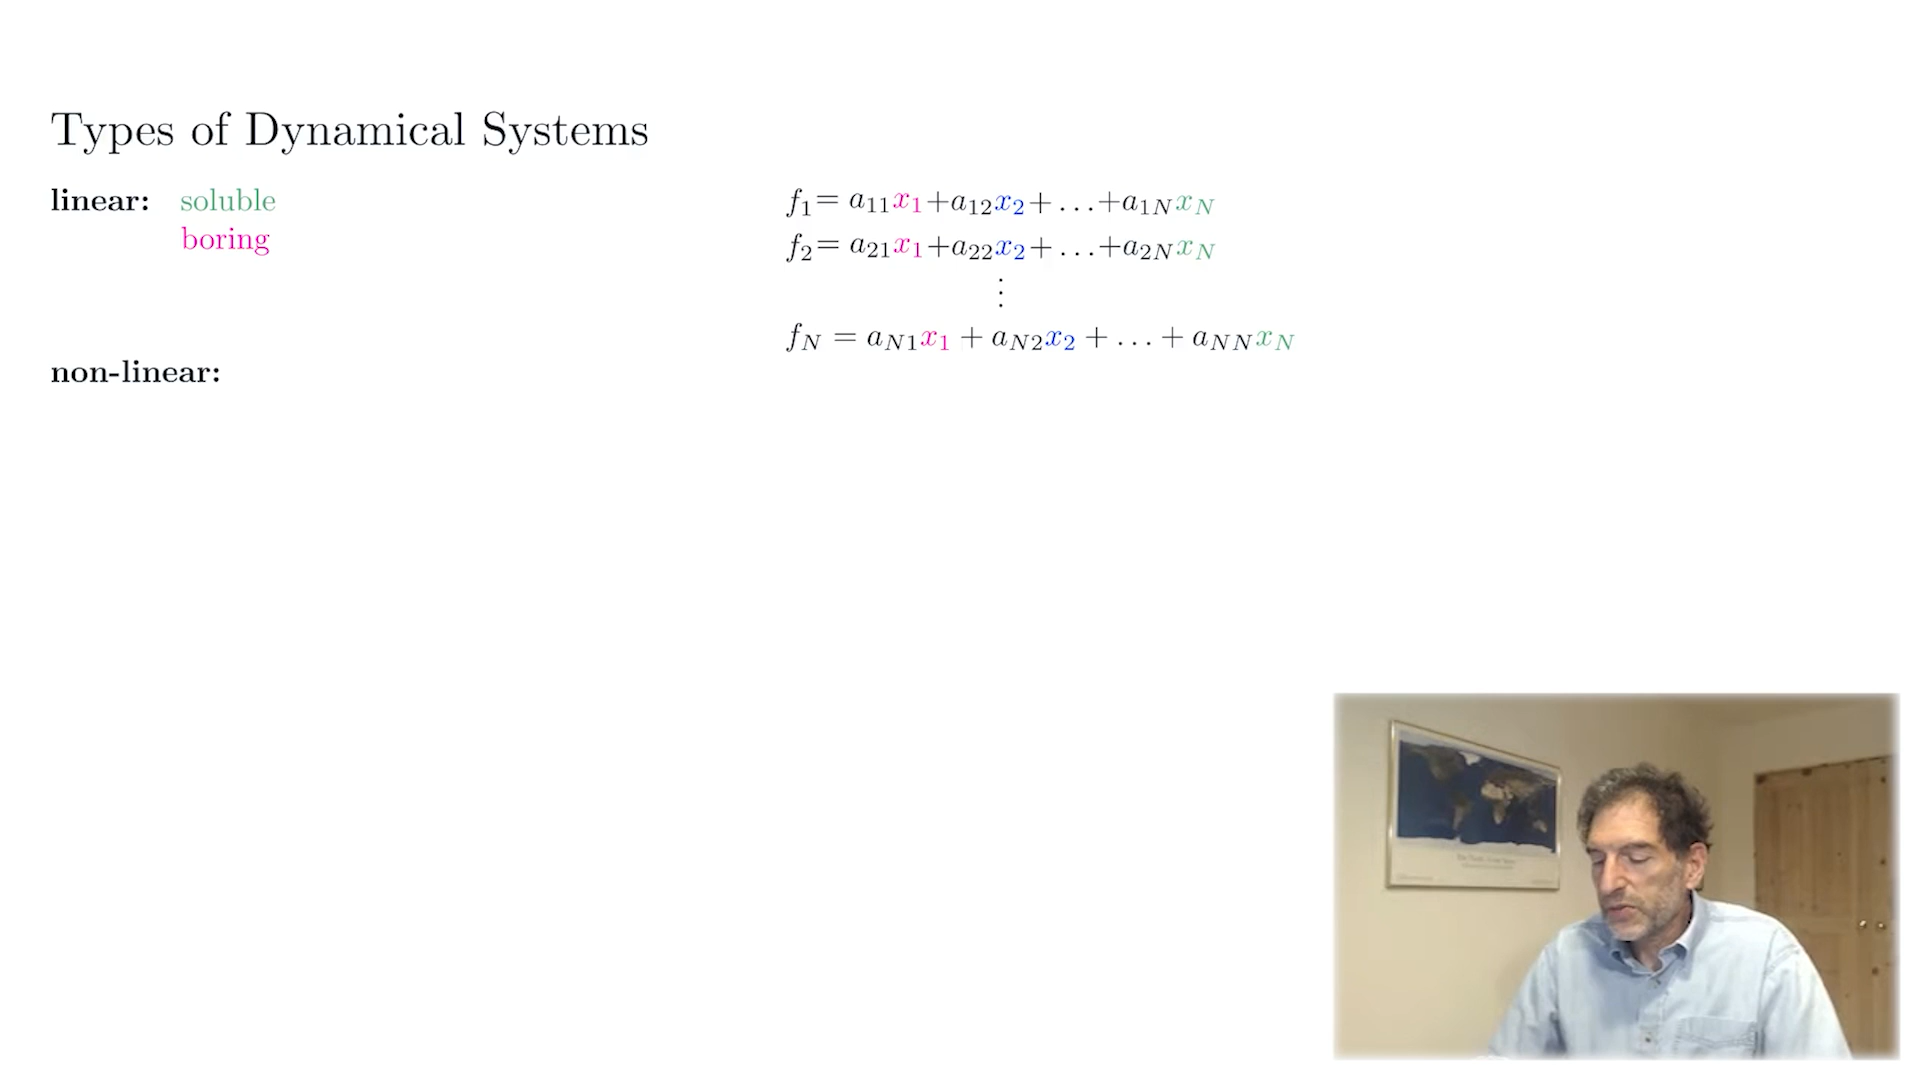 Types of Dynamical Systems
linear: soluble
boring
f₁= a₁₁x₁+a₁₂x₂+...+a₁NxN
f₂= a₂₁x₁+a₂₂x₂+...+a₂NxN
⋮
fN = aN₁x₁ + aN₂x₂ + ... + aNNxN
non-linear: